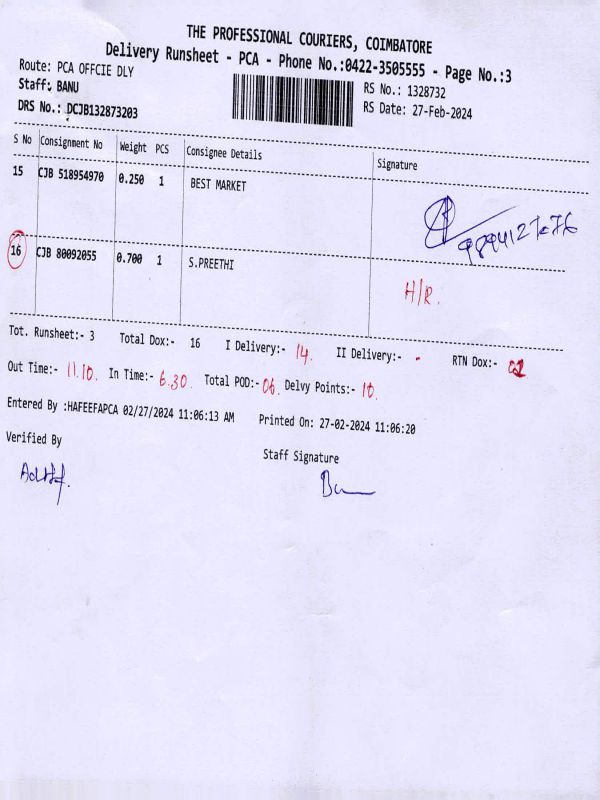 THE PROFESSIONAL COURIERS, COIMBATORE
Delivery Runsheet - PCA - Phone No.:0422-3505555 - Page No.:3
Route: PCA OFFCIE DLY
RS No.: 1328732
Staff: BANU
RS Date: 27-Feb-2024
DRS No.: DCJB132873203
S No Consignment No Weight PCS Consignee Details Signature
15 CJB 518954970 0.250 1 BEST MARKET
16 CJB 80092055 0.700 1 S.PREETHI
H/R.
Tot. Runsheet:- 3 Total Dox:- 16 I Delivery:- 14. II Delivery:- - RTN Dox:-
Out Time:- 11.10. In Time:- 6.30. Total POD:- 06. Delvy Points:- 10.
Entered By :HAFEEFAPCA 02/27/2024 11:06:13 AM Printed On: 27-02-2024 11:06:20
Verified By
Staff Signature